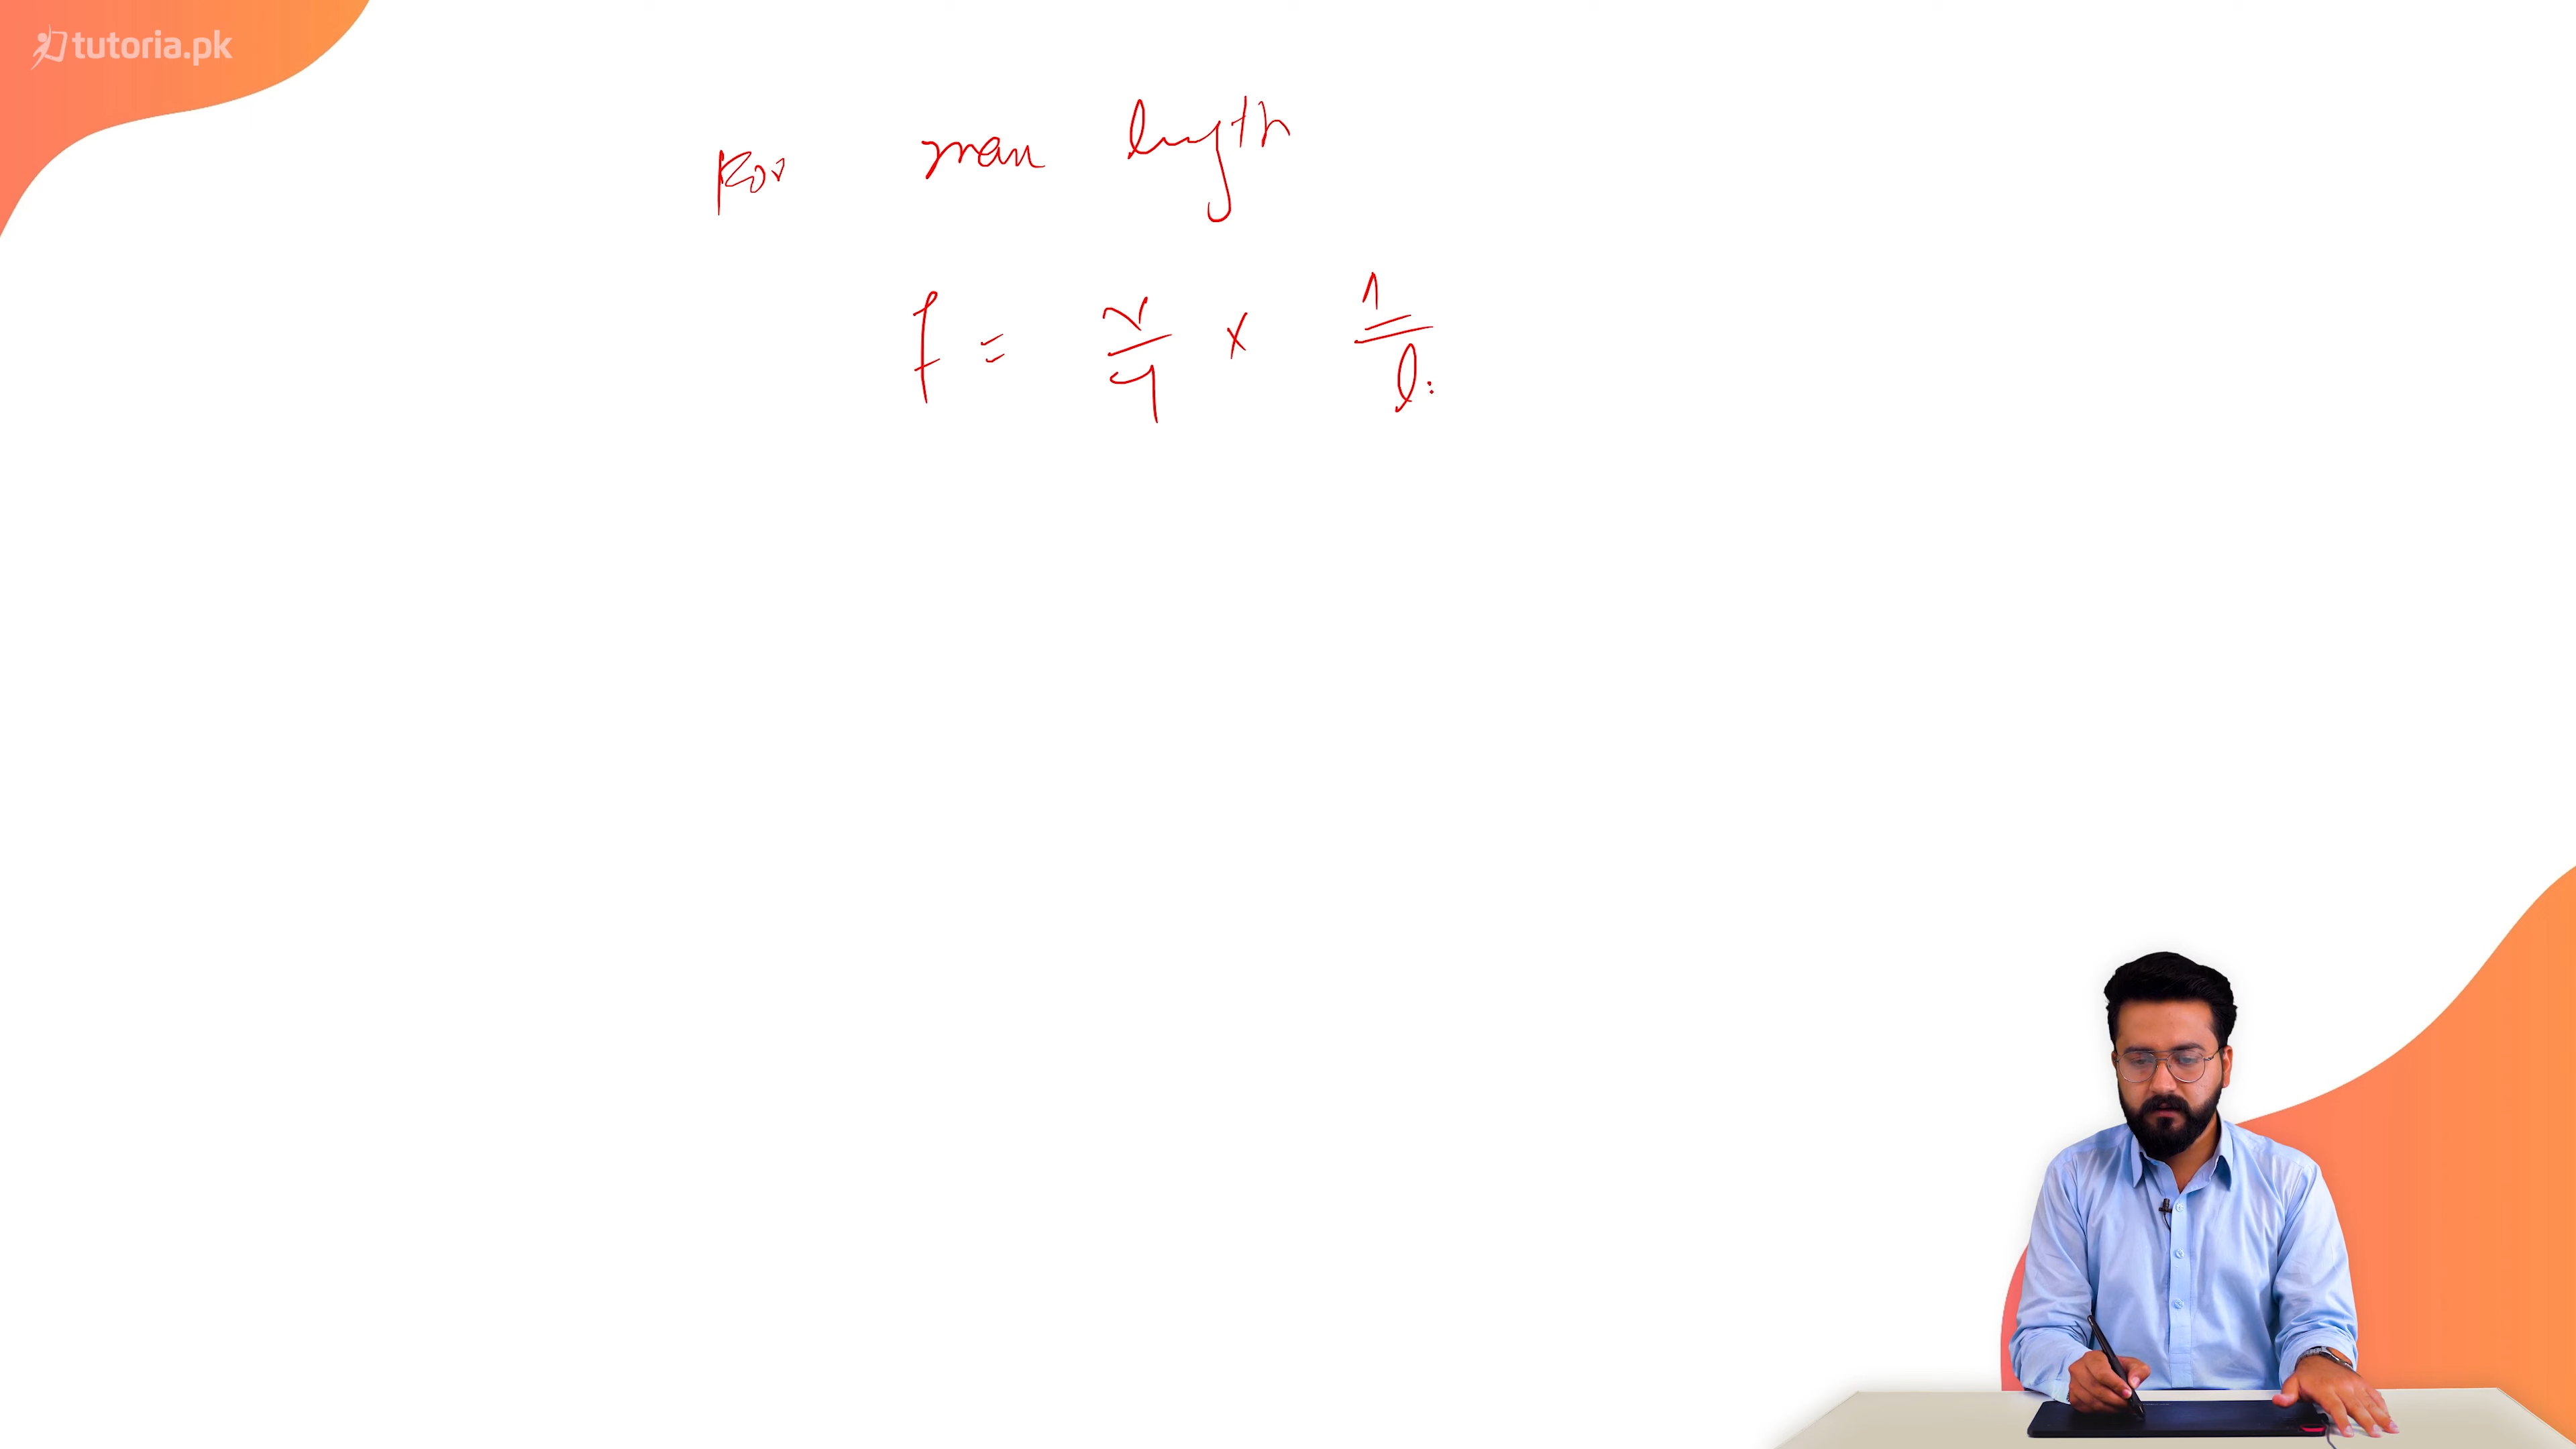 tutoria.pk
For max length
f = v/4 × 1/l